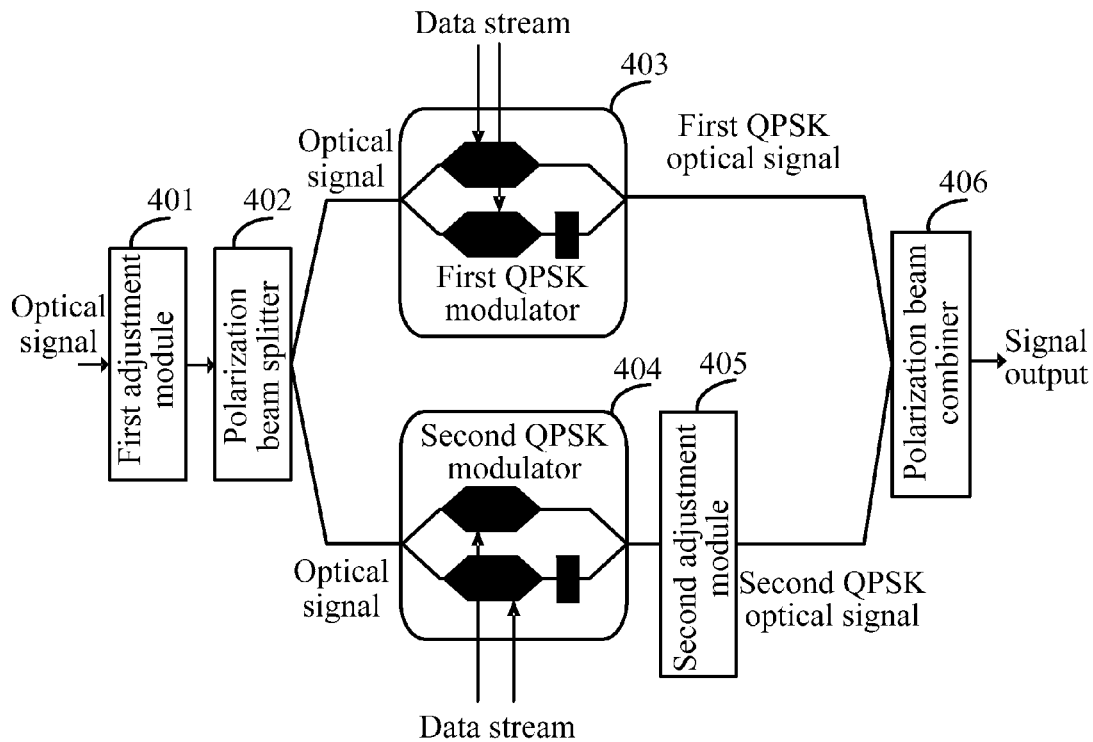 Data stream
403
Optical
signal
First QPSK
optical signal
401
402
406
First QPSK
modulator
Optical
signal
First adjustment
module
Polarization
beam splitter
Polarization beam
combiner
Signal
output
404
405
Second QPSK
modulator
Second adjustment
module
Optical
signal
Second QPSK
optical signal
Data stream